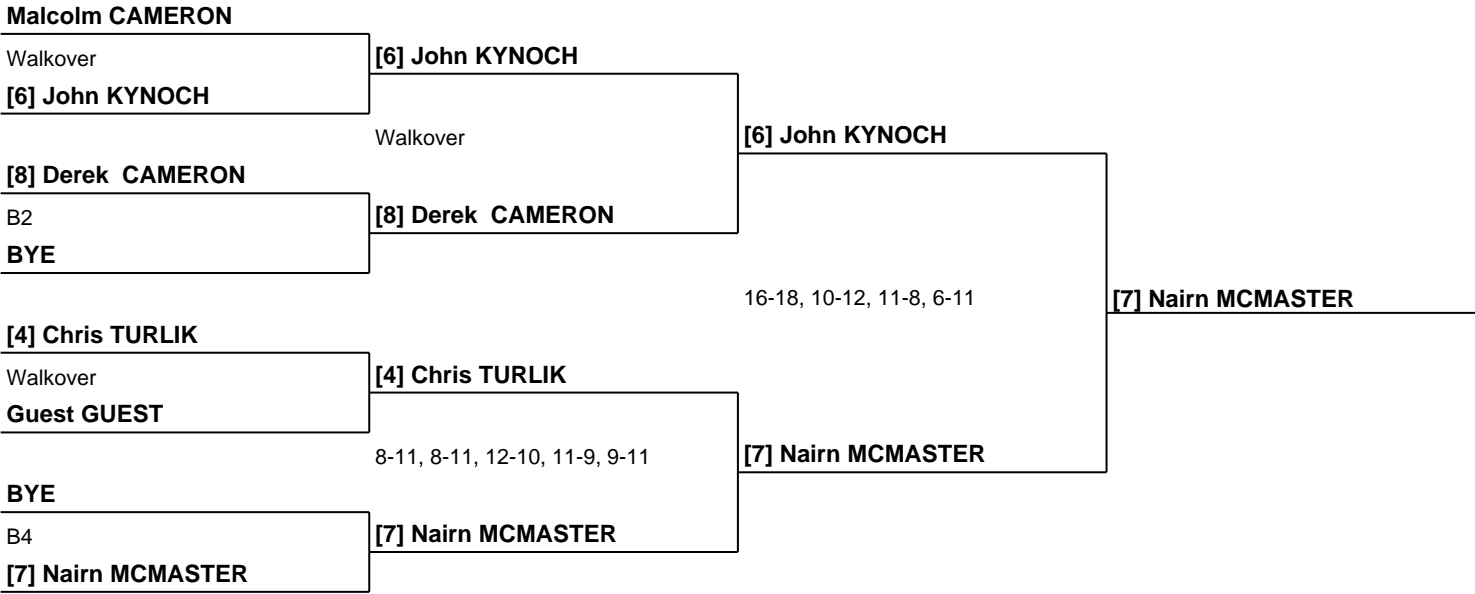 Malcolm CAMERON
Walkover
[6] John KYNOCH
[6] John KYNOCH
Walkover
[6] John KYNOCH
[8] Derek  CAMERON
B2
[8] Derek  CAMERON
BYE
16-18, 10-12, 11-8, 6-11
[7] Nairn MCMASTER
[4] Chris TURLIK
Walkover
[4] Chris TURLIK
Guest GUEST
8-11, 8-11, 12-10, 11-9, 9-11
[7] Nairn MCMASTER
BYE
B4
[7] Nairn MCMASTER
[7] Nairn MCMASTER